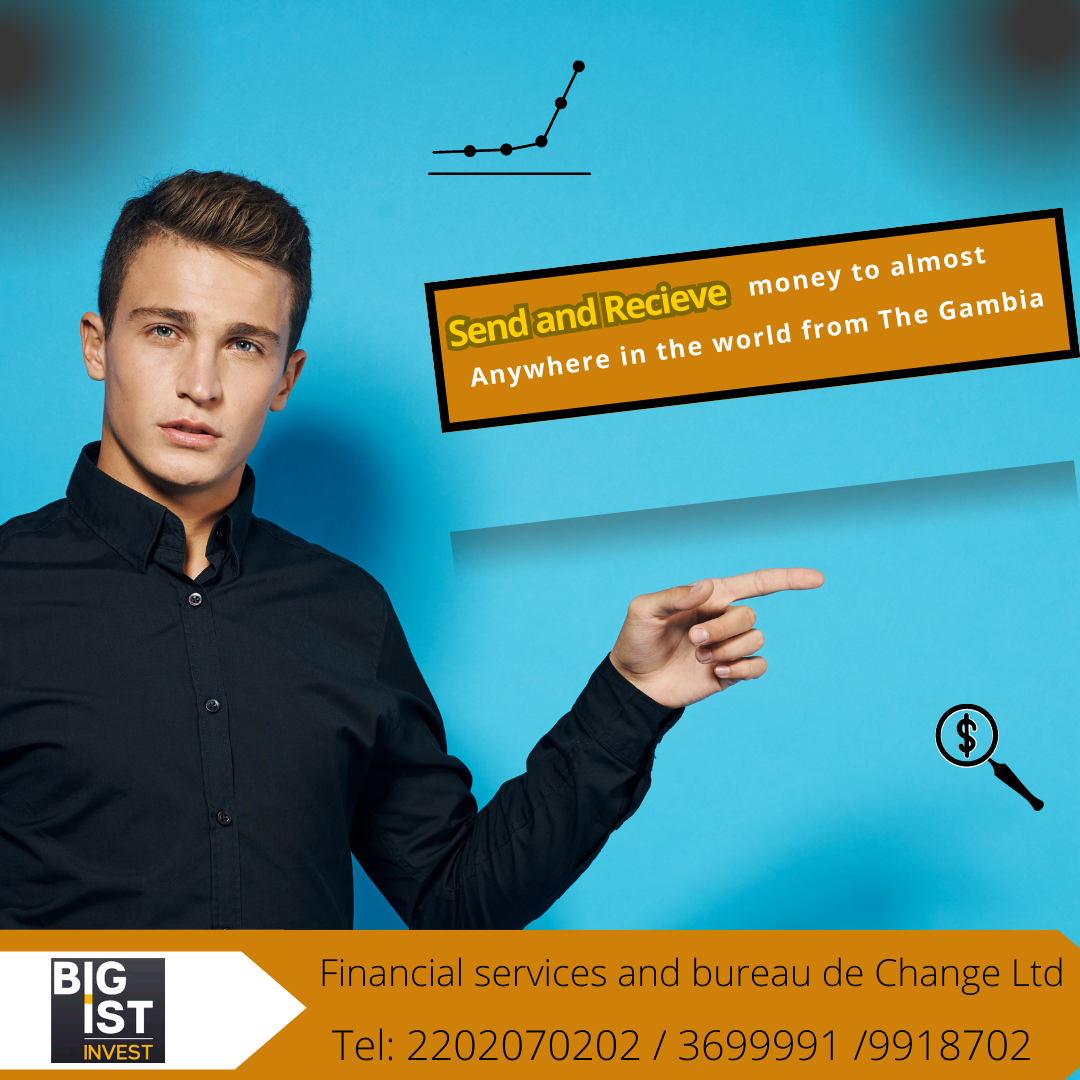 Send and Recieve money to almost
Anywhere in the world from The Gambia
$
BIG
IST
INVEST
Financial services and bureau de Change Ltd
Tel: 2202070202 / 3699991 /9918702